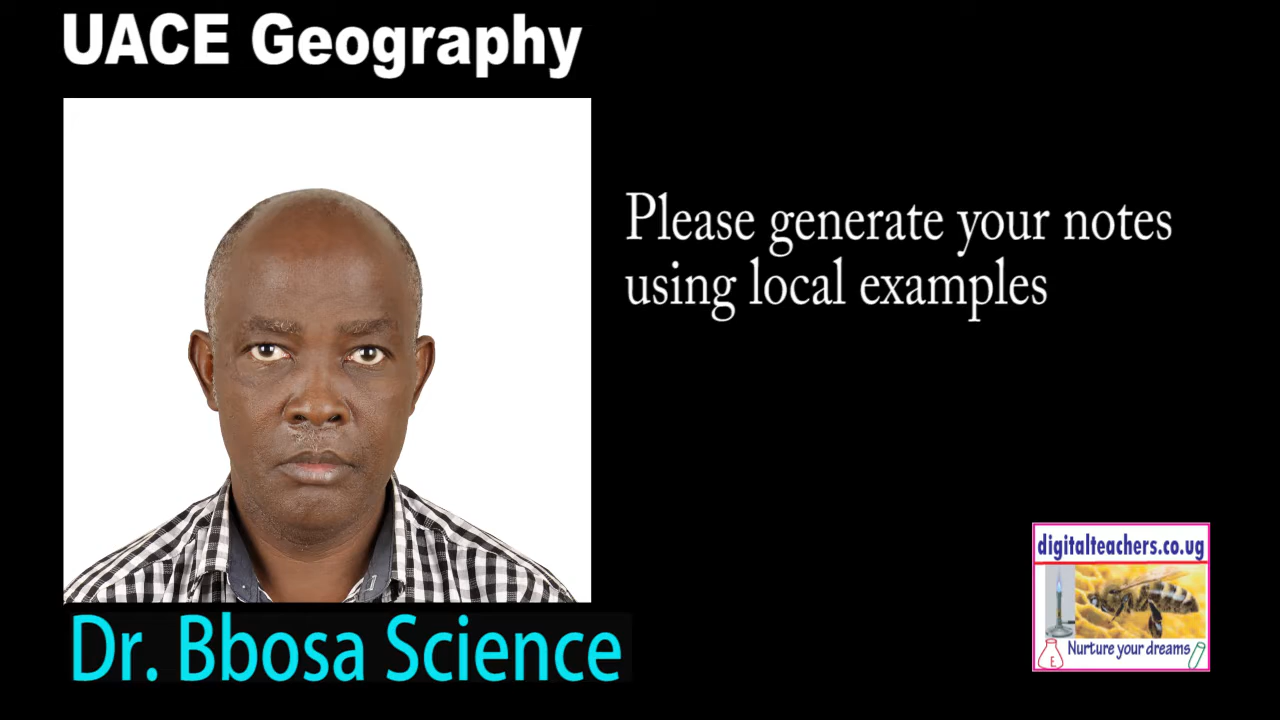 UACE Geography
Please generate your notes
using local examples
digitalteachers.co.ug
E.
Nurture your dreams
Dr. Bbosa Science